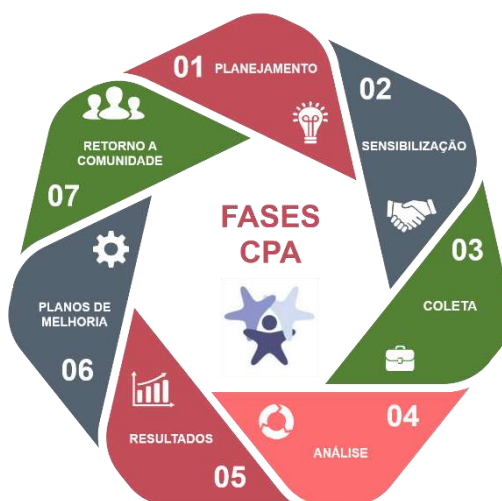 01 PLANEJAMENTO
02
SENSIBILIZAÇÃO
03
COLETA
04
ANÁLISE
RESULTADOS
05
PLANOS DE
MELHORIA
06
RETORNO A
COMUNIDADE
07
FASES
CPA